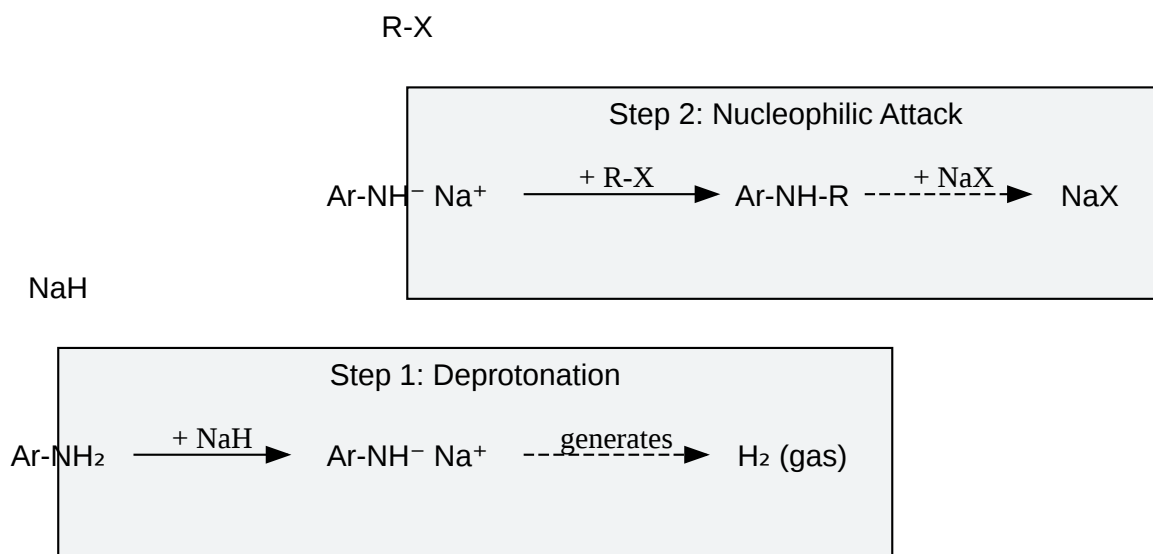 R-X
Step 2: Nucleophilic Attack
Ar-NH⁻ Na⁺ + R-X Ar-NH-R + NaX NaX
NaH
Step 1: Deprotonation
Ar-NH₂ + NaH Ar-NH⁻ Na⁺ generates H₂ (gas)